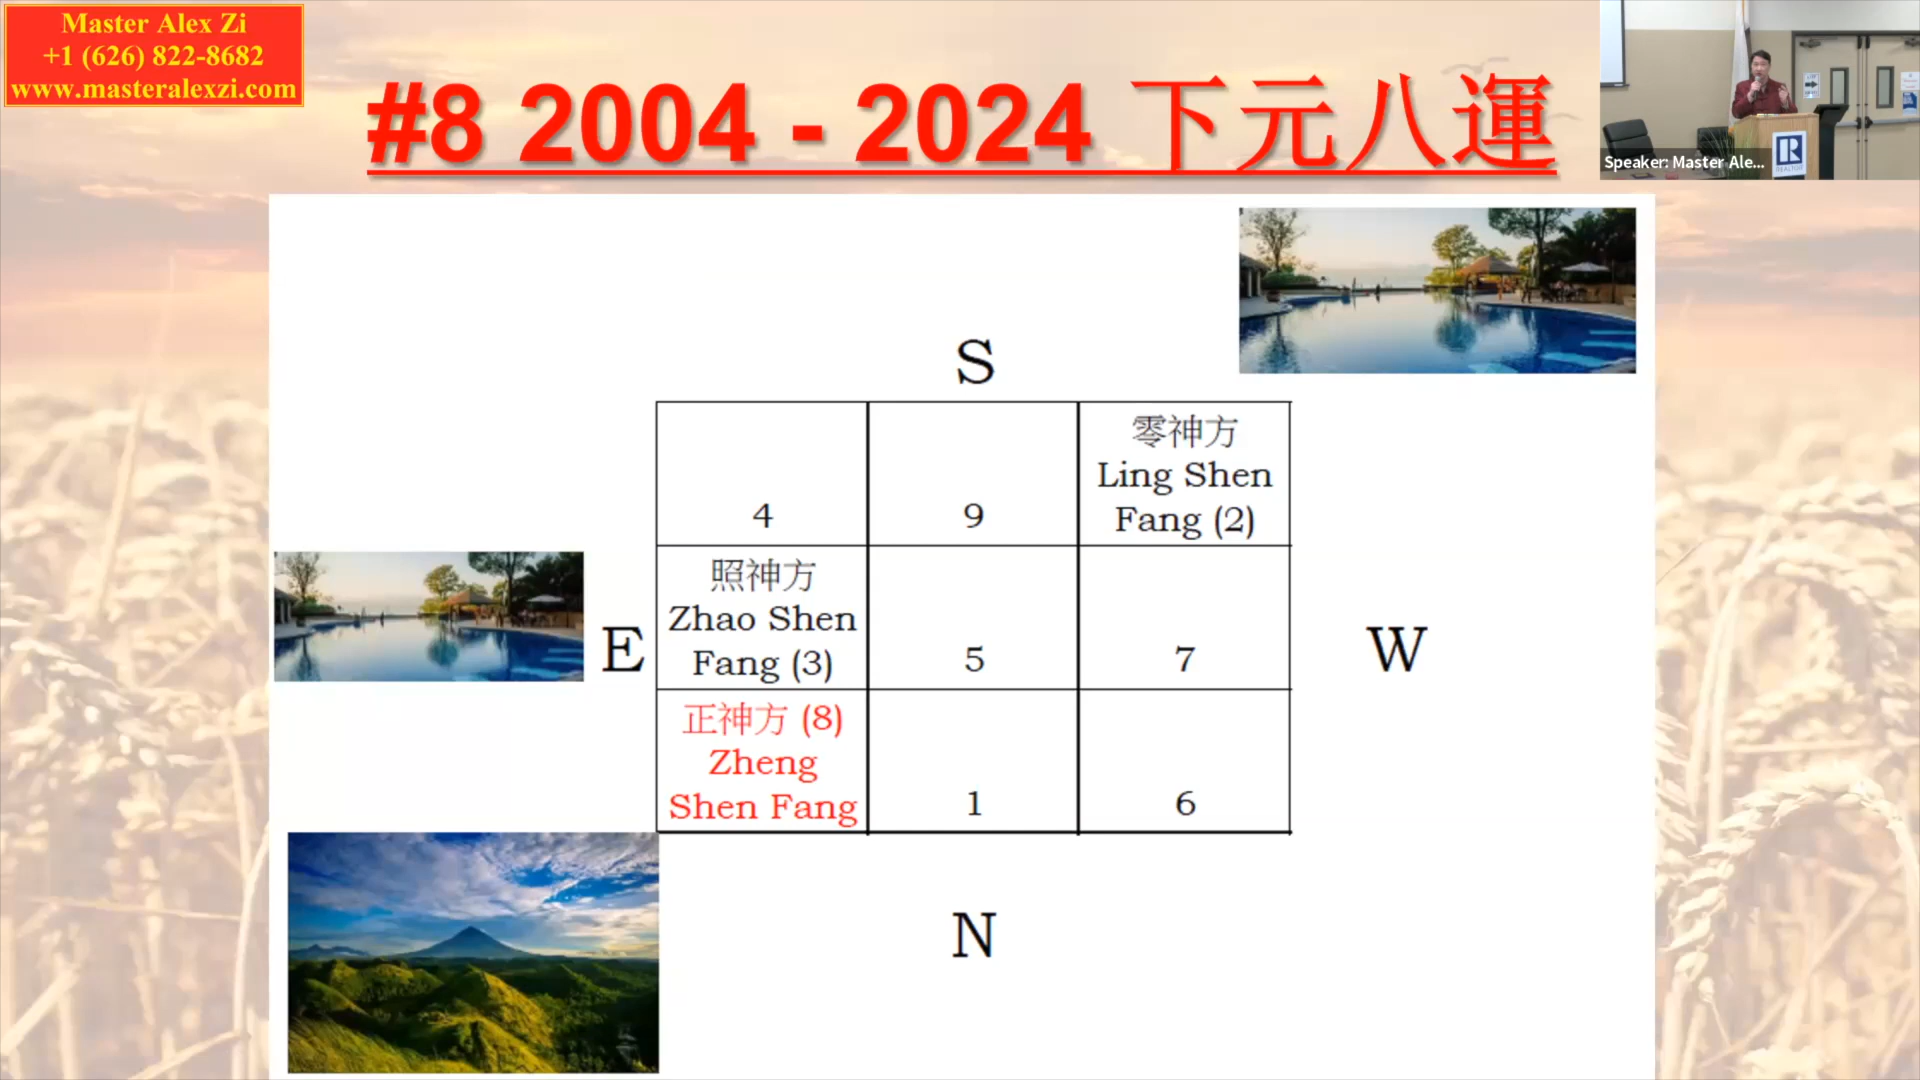 Master Alex Zi
+1 (626) 822-8682
www.masteralexzi.com
#8 2004 - 2024 下元八運
Speaker: Master Ale...
REALTOR
S
4
9
零神方
Ling Shen
Fang (2)
E
照神方
Zhao Shen
Fang (3)
5
7
W
正神方 (8)
Zheng
Shen Fang
1
6
N